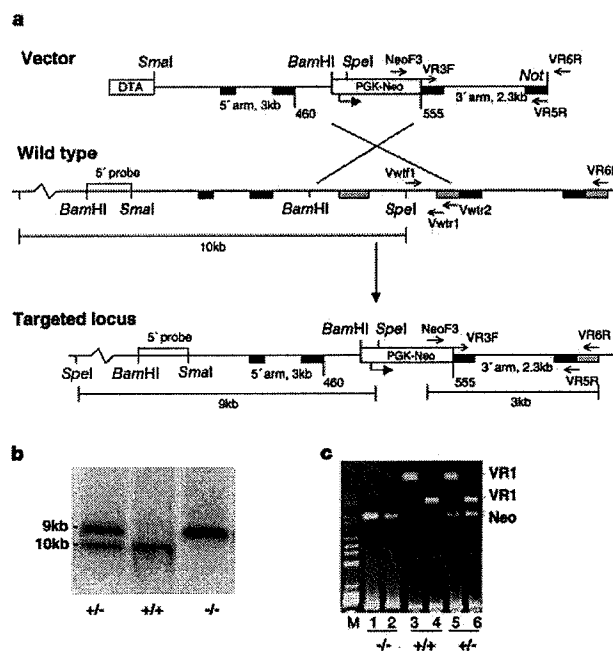 a
Vector
SmaI
BamHI SpeI NeoF3 VR3F
NotI VR6R
DTA
PGK-Neo
5´ arm, 3kb 460 555 3´ arm, 2.3kb VR5R
Wild type
Vwtf1
5´ probe VR6R
BamHI SmaI BamHI SpeI Vwtr2
Vwtr1
10kb
Targeted locus
BamHI SpeI NeoF3 VR3F
5´ probe VR6R
PGK-Neo
SpeI BamHI SmaI 5´ arm, 3kb 460 555 3´ arm, 2.3kb VR5R
9kb 3kb
b
9kb
10kb
+/- +/+ -/-
c
VR1
VR1
Neo
M 1 2 3 4 5 6
-/- +/+ +/-